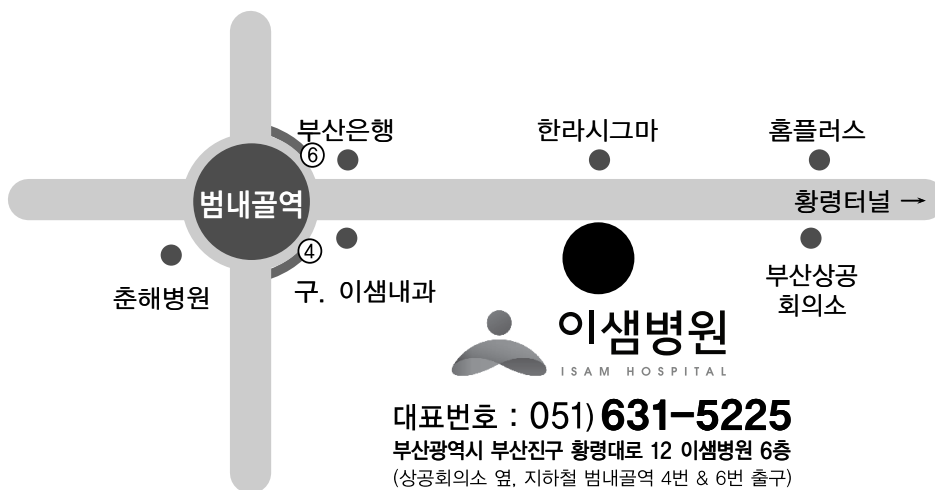 부산은행
한라시그마
홈플러스
⑥
범내골역
황령터널 →
④
춘해병원
구. 이샘내과
부산상공
회의소
이샘병원
ISAM HOSPITAL
대표번호 : 051) 631-5225
부산광역시 부산진구 황령대로 12 이샘병원 6층
(상공회의소 옆, 지하철 범내골역 4번 & 6번 출구)